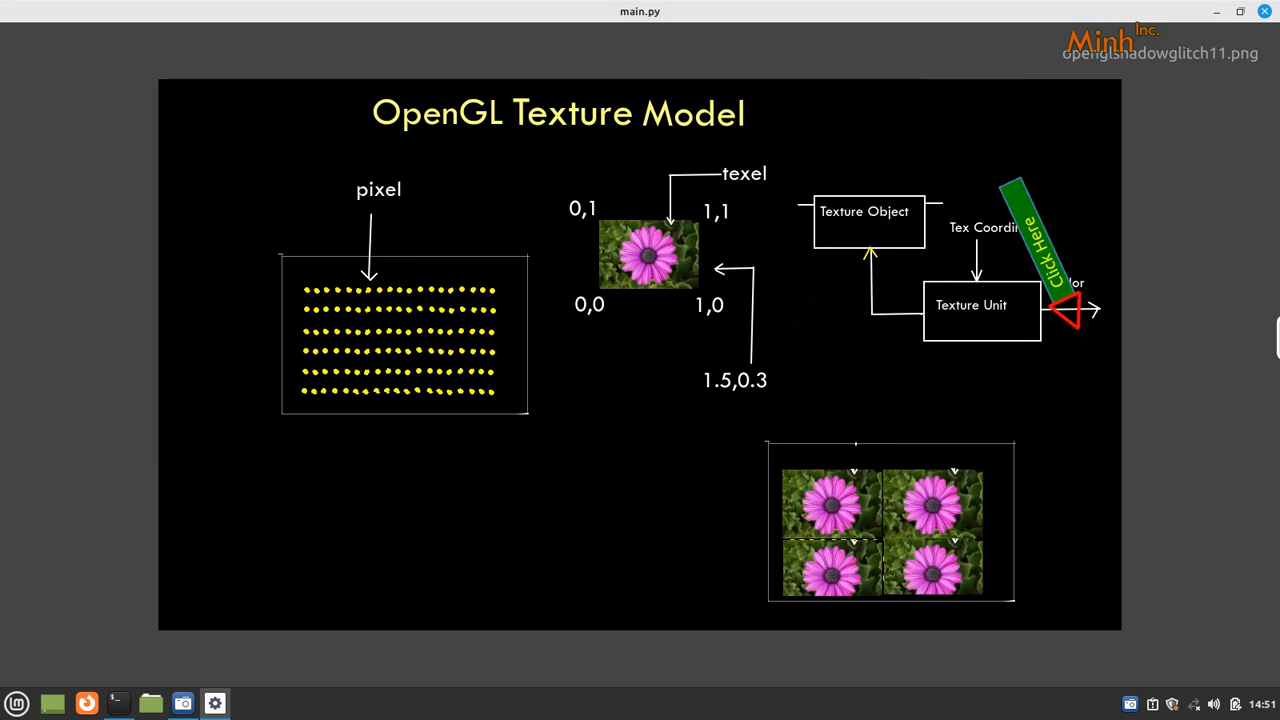 main.py
Minh Inc.
openglshadowglitch11.png
OpenGL Texture Model
pixel
texel
0,1
1,1
0,0
1,0
1.5,0.3
Texture Object
Tex Coordi
Click Here
Texture Unit
14:51